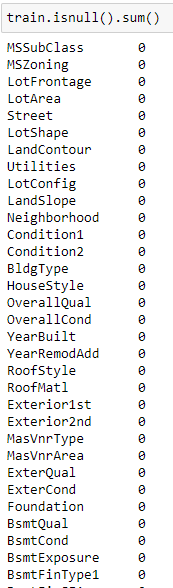 train.isnull().sum()
MSSubClass 0
MSZoning 0
LotFrontage 0
LotArea 0
Street 0
LotShape 0
LandContour 0
Utilities 0
LotConfig 0
LandSlope 0
Neighborhood 0
Condition1 0
Condition2 0
BldgType 0
HouseStyle 0
OverallQual 0
OverallCond 0
YearBuilt 0
YearRemodAdd 0
RoofStyle 0
RoofMatl 0
Exterior1st 0
Exterior2nd 0
MasVnrType 0
MasVnrArea 0
ExterQual 0
ExterCond 0
Foundation 0
BsmtQual 0
BsmtCond 0
BsmtExposure 0
BsmtFinType1 0